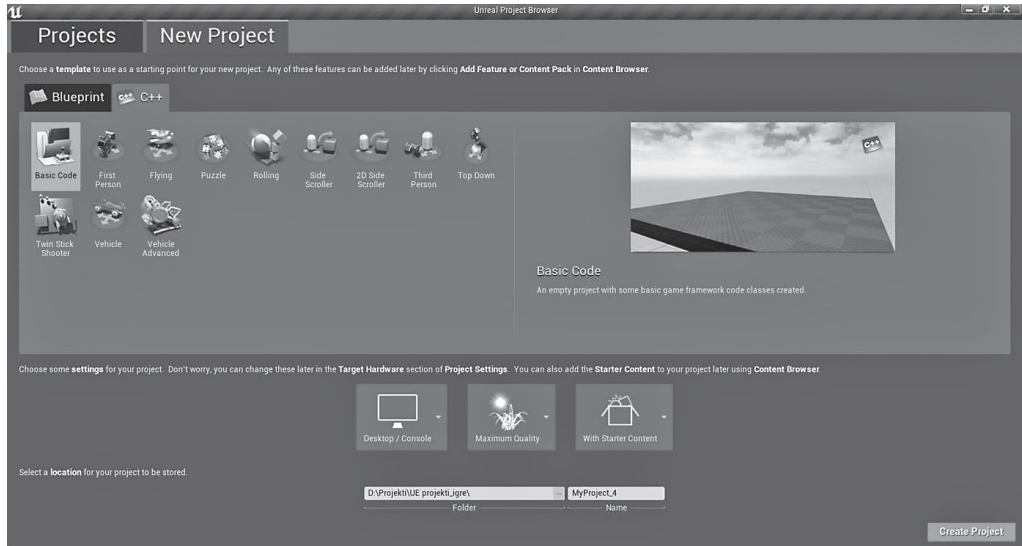 Unreal Project Browser
Projects
New Project
Choose a template to use as a starting point for your new project. Any of these features can be added later by clicking Add Feature or Content Pack in Content Browser.
Blueprint
C++
Basic Code
First
Person
Flying
Puzzle
Rolling
Side
Scroller
2D Side
Scroller
Third
Person
Top Down
Twin Stick
Shooter
Vehicle
Vehicle
Advanced
C++
Basic Code
An empty project with some basic game framework code classes created.
Choose some settings for your project. Don't worry, you can change these later in the Target Hardware section of Project Settings. You can also add the Starter Content to your project later using Content Browser.
Desktop / Console
Maximum Quality
With Starter Content
Select a location for your project to be stored.
D:\Projekti\UE projekti_igre\
...
MyProject_4
Folder
Name
Create Project